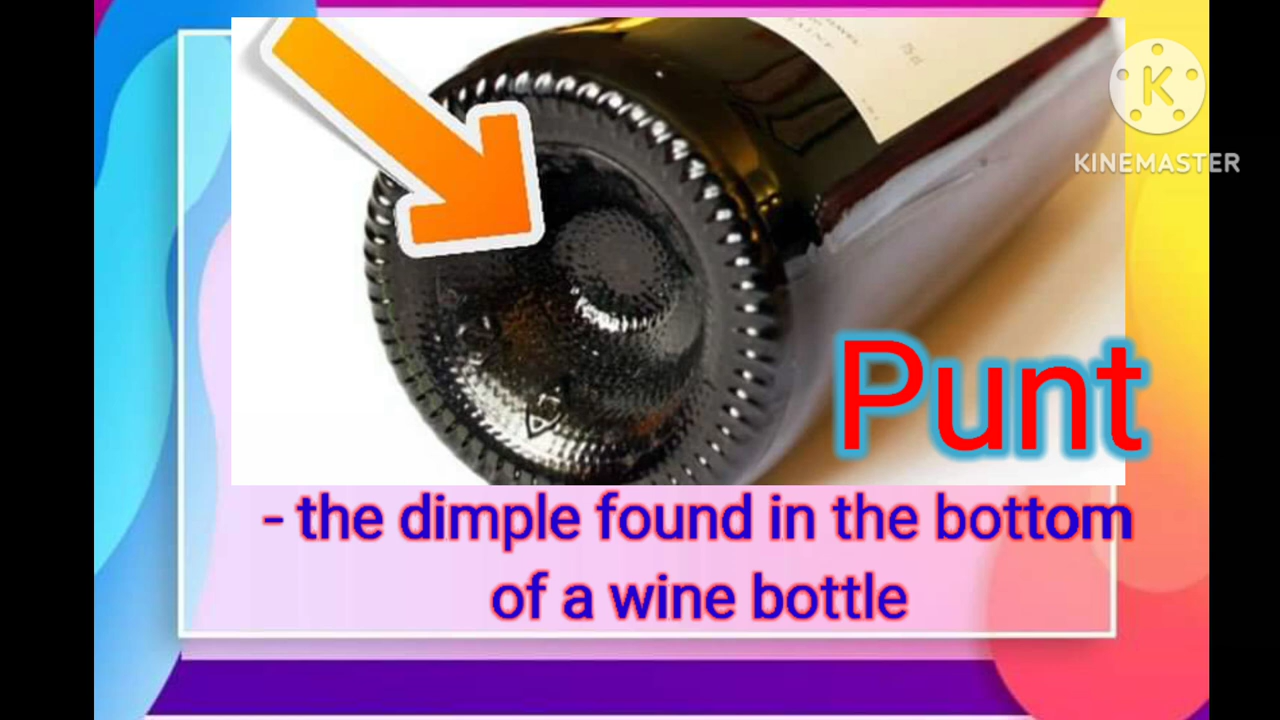 K
KINEMASTER
Punt
- the dimple found in the bottom
of a wine bottle